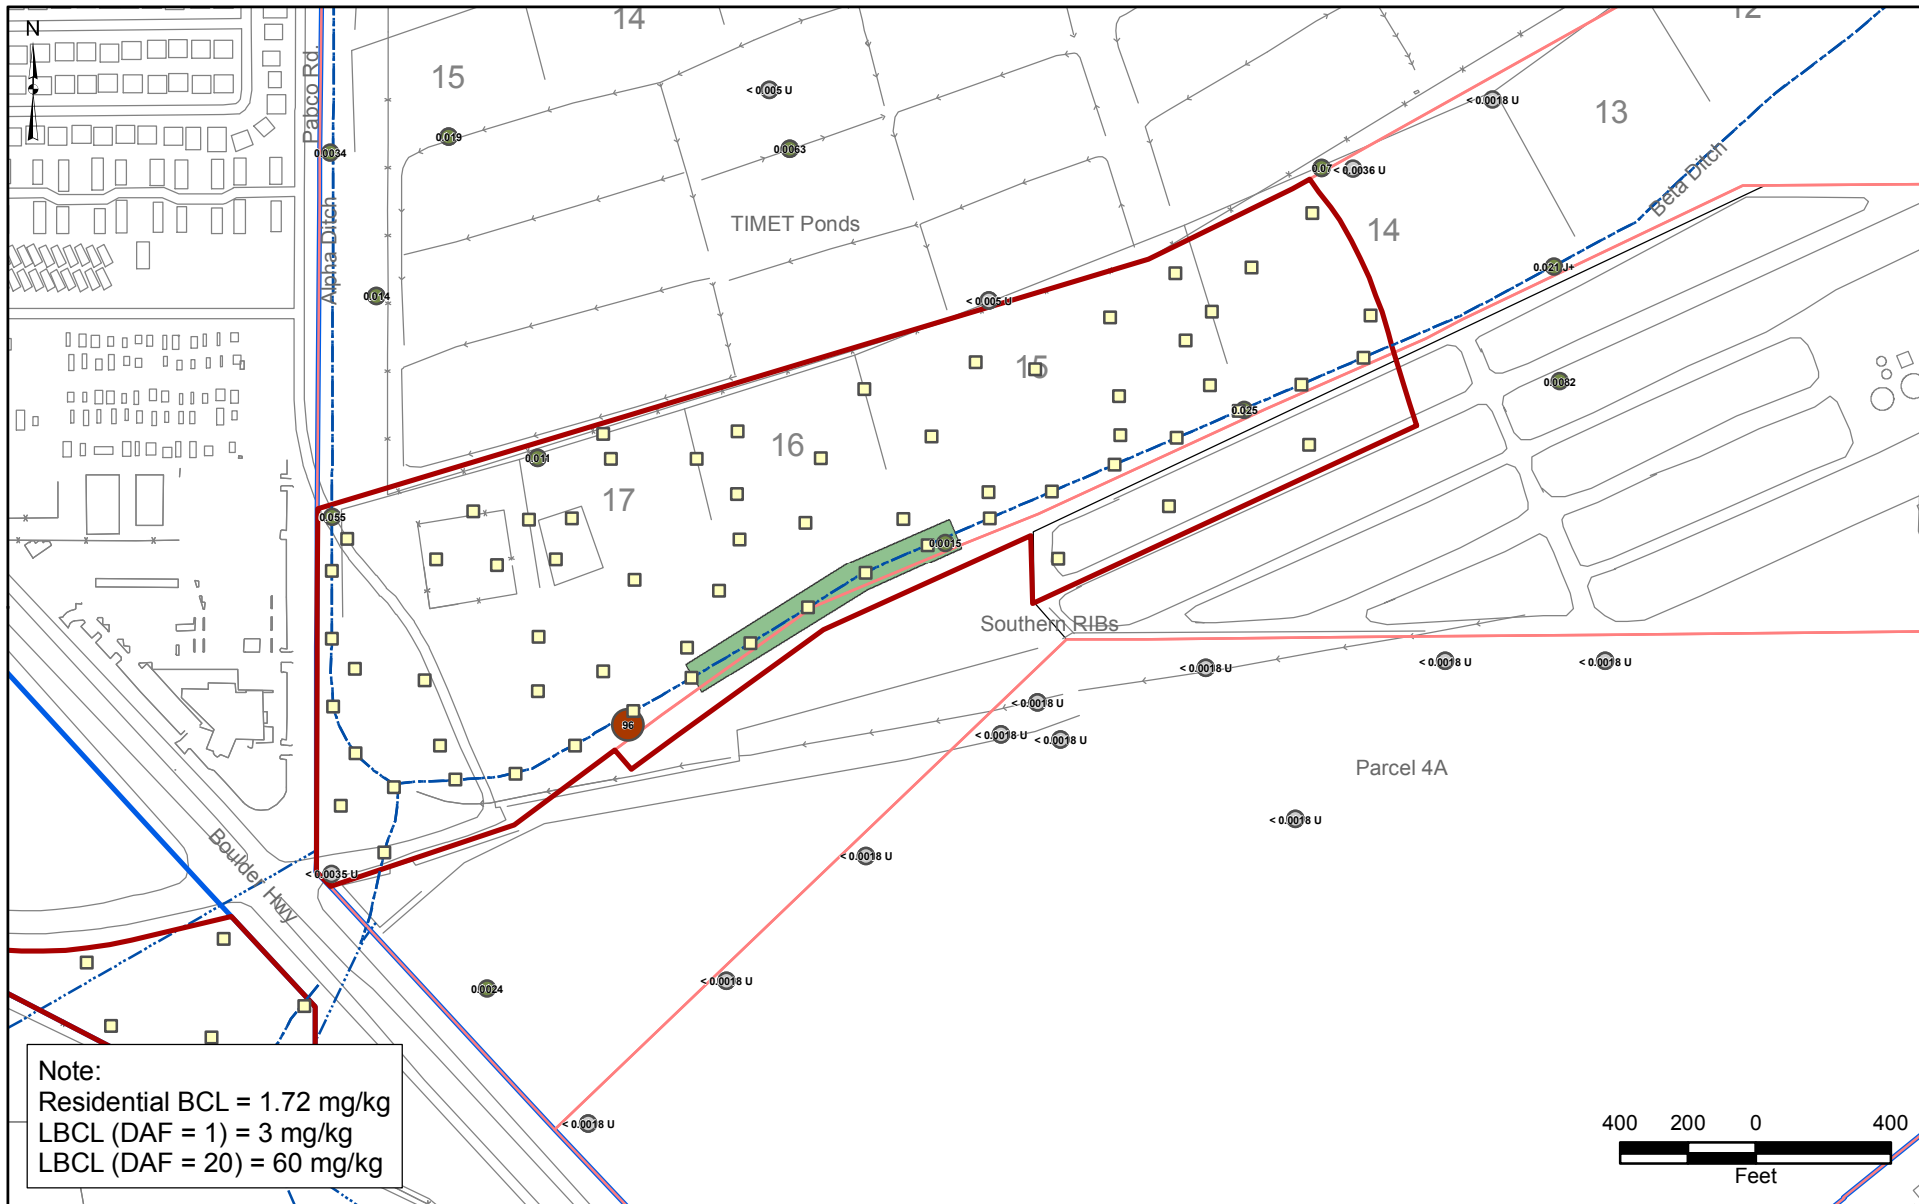 N
14
12
Pabco Rd.
15
< 0.005 U
< 0.0018 U
13
0.019
0.0034
0.0063
0.07
< 0.0036 U
Beta Ditch
TIMET Ponds
14
Alpha Ditch
0.021 J+
0.014
< 0.005 U
15
0.0082
0.025
16
0.011
17
0.055
0.0015
Southern RIBs
< 0.0018 U
< 0.0018 U
< 0.0018 U
< 0.0018 U
96
< 0.0018 U
< 0.0018 U
Parcel 4A
< 0.0018 U
Boulder Hwy
< 0.0018 U
< 0.0035 U
< 0.0018 U
0.0024
Note:
Residential BCL = 1.72 mg/kg
LBCL (DAF = 1) = 3 mg/kg
LBCL (DAF = 20) = 60 mg/kg
< 0.0018 U
400 200 0 400
Feet